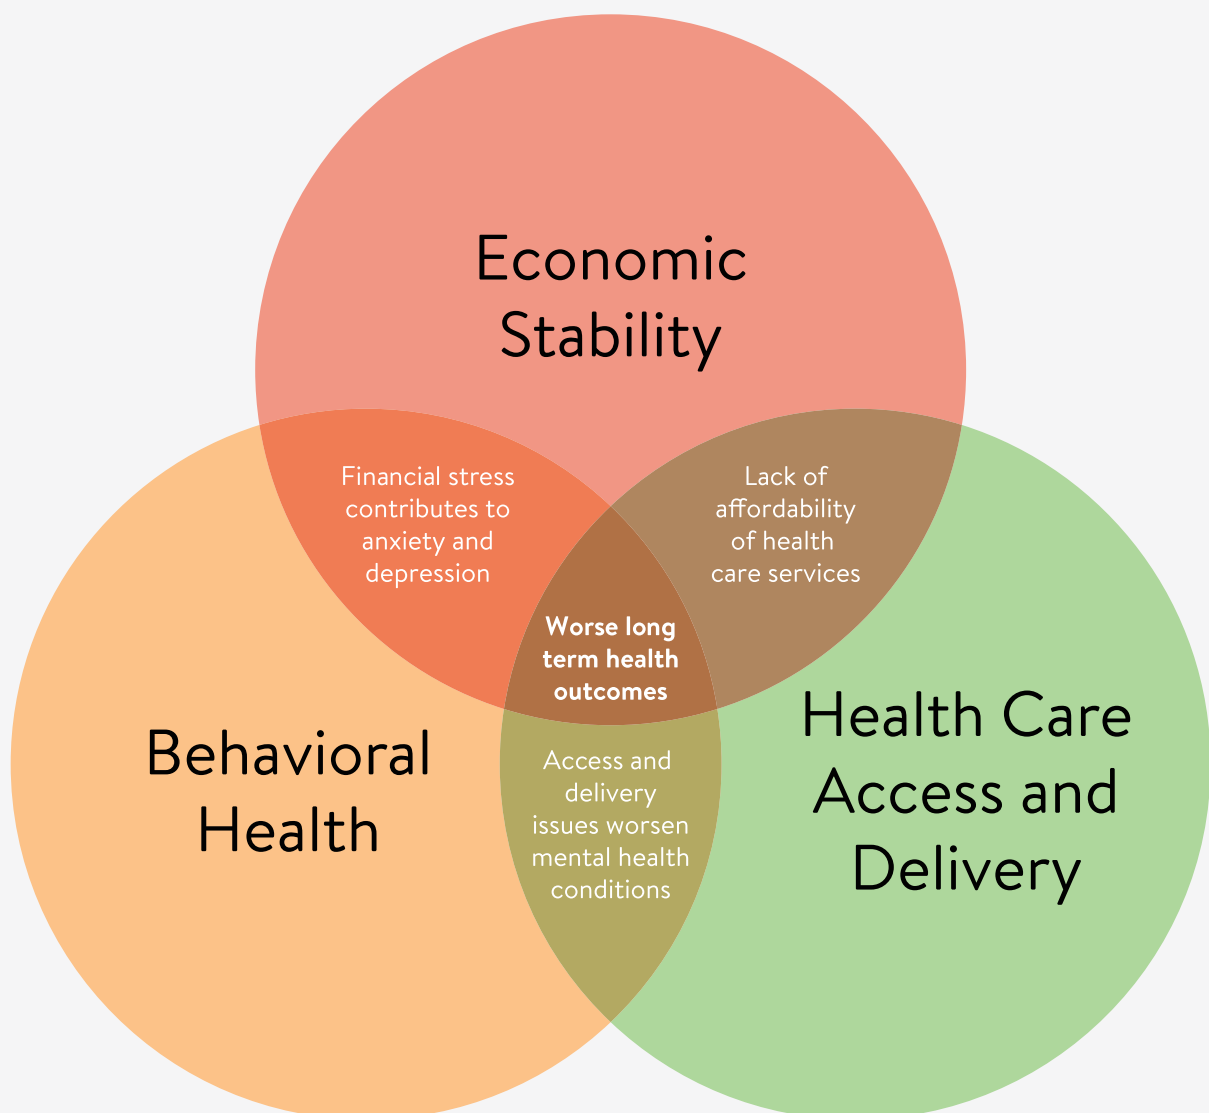 Economic
Stability
Financial stress
contributes to
anxiety and
depression
Lack of
affordability
of health
care services
Worse long
term health
outcomes
Behavioral
Health
Access and
delivery
issues worsen
mental health
conditions
Health Care
Access and
Delivery